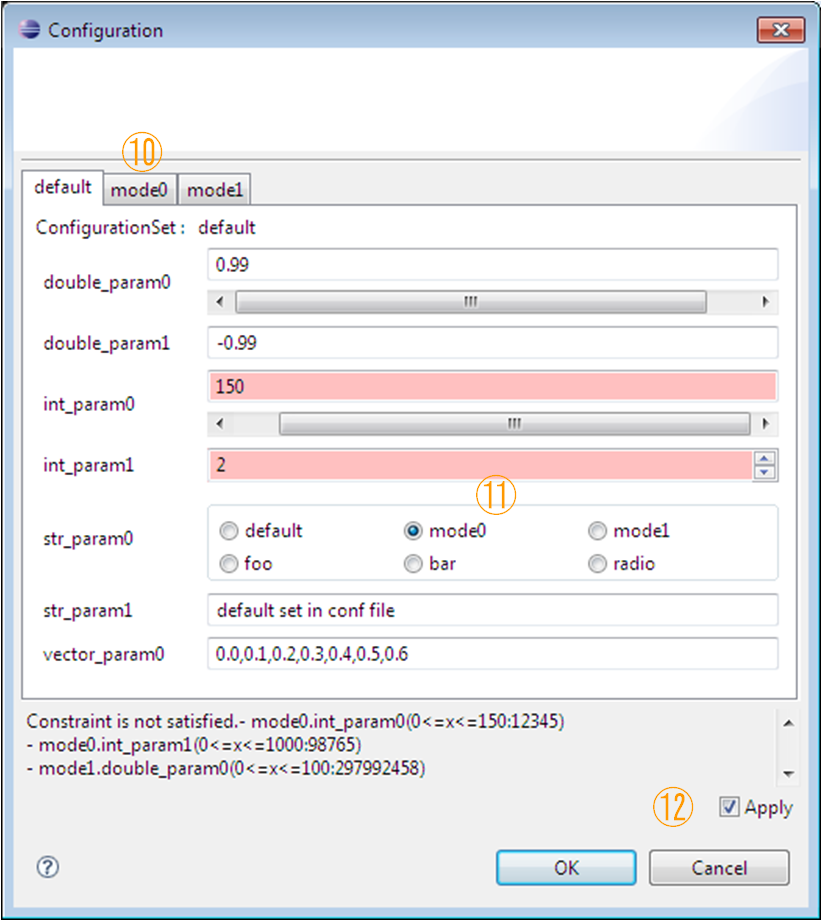 Configuration
⑩
default mode0 mode1
ConfigurationSet : default
double_param0 0.99
double_param1 -0.99
int_param0 150
int_param1 2
⑪
str_param0 default mode0 mode1
foo bar radio
str_param1 default set in conf file
vector_param0 0.0,0.1,0.2,0.3,0.4,0.5,0.6
Constraint is not satisfied.- mode0.int_param0(0<=x<=150:12345)
- mode0.int_param1(0<=x<=1000:98765)
- mode1.double_param0(0<=x<=100:297992458)
⑫ Apply
? OK Cancel